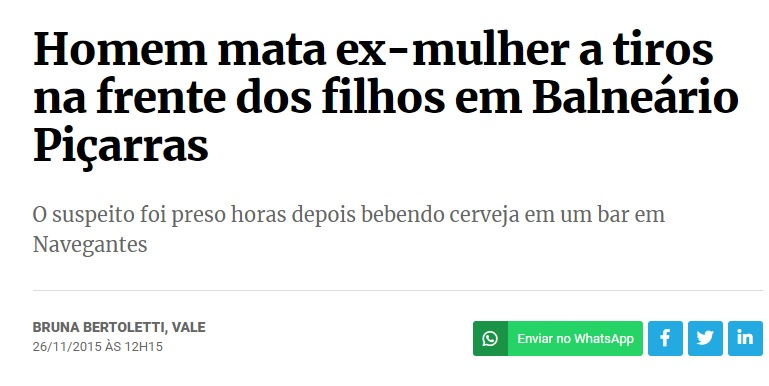 Homem mata ex-mulher a tiros
na frente dos filhos em Balneário
Piçarras
O suspeito foi preso horas depois bebendo cerveja em um bar em
Navegantes
BRUNA BERTOLETTI, VALE
26/11/2015 ÀS 12H15
Enviar no WhatsApp